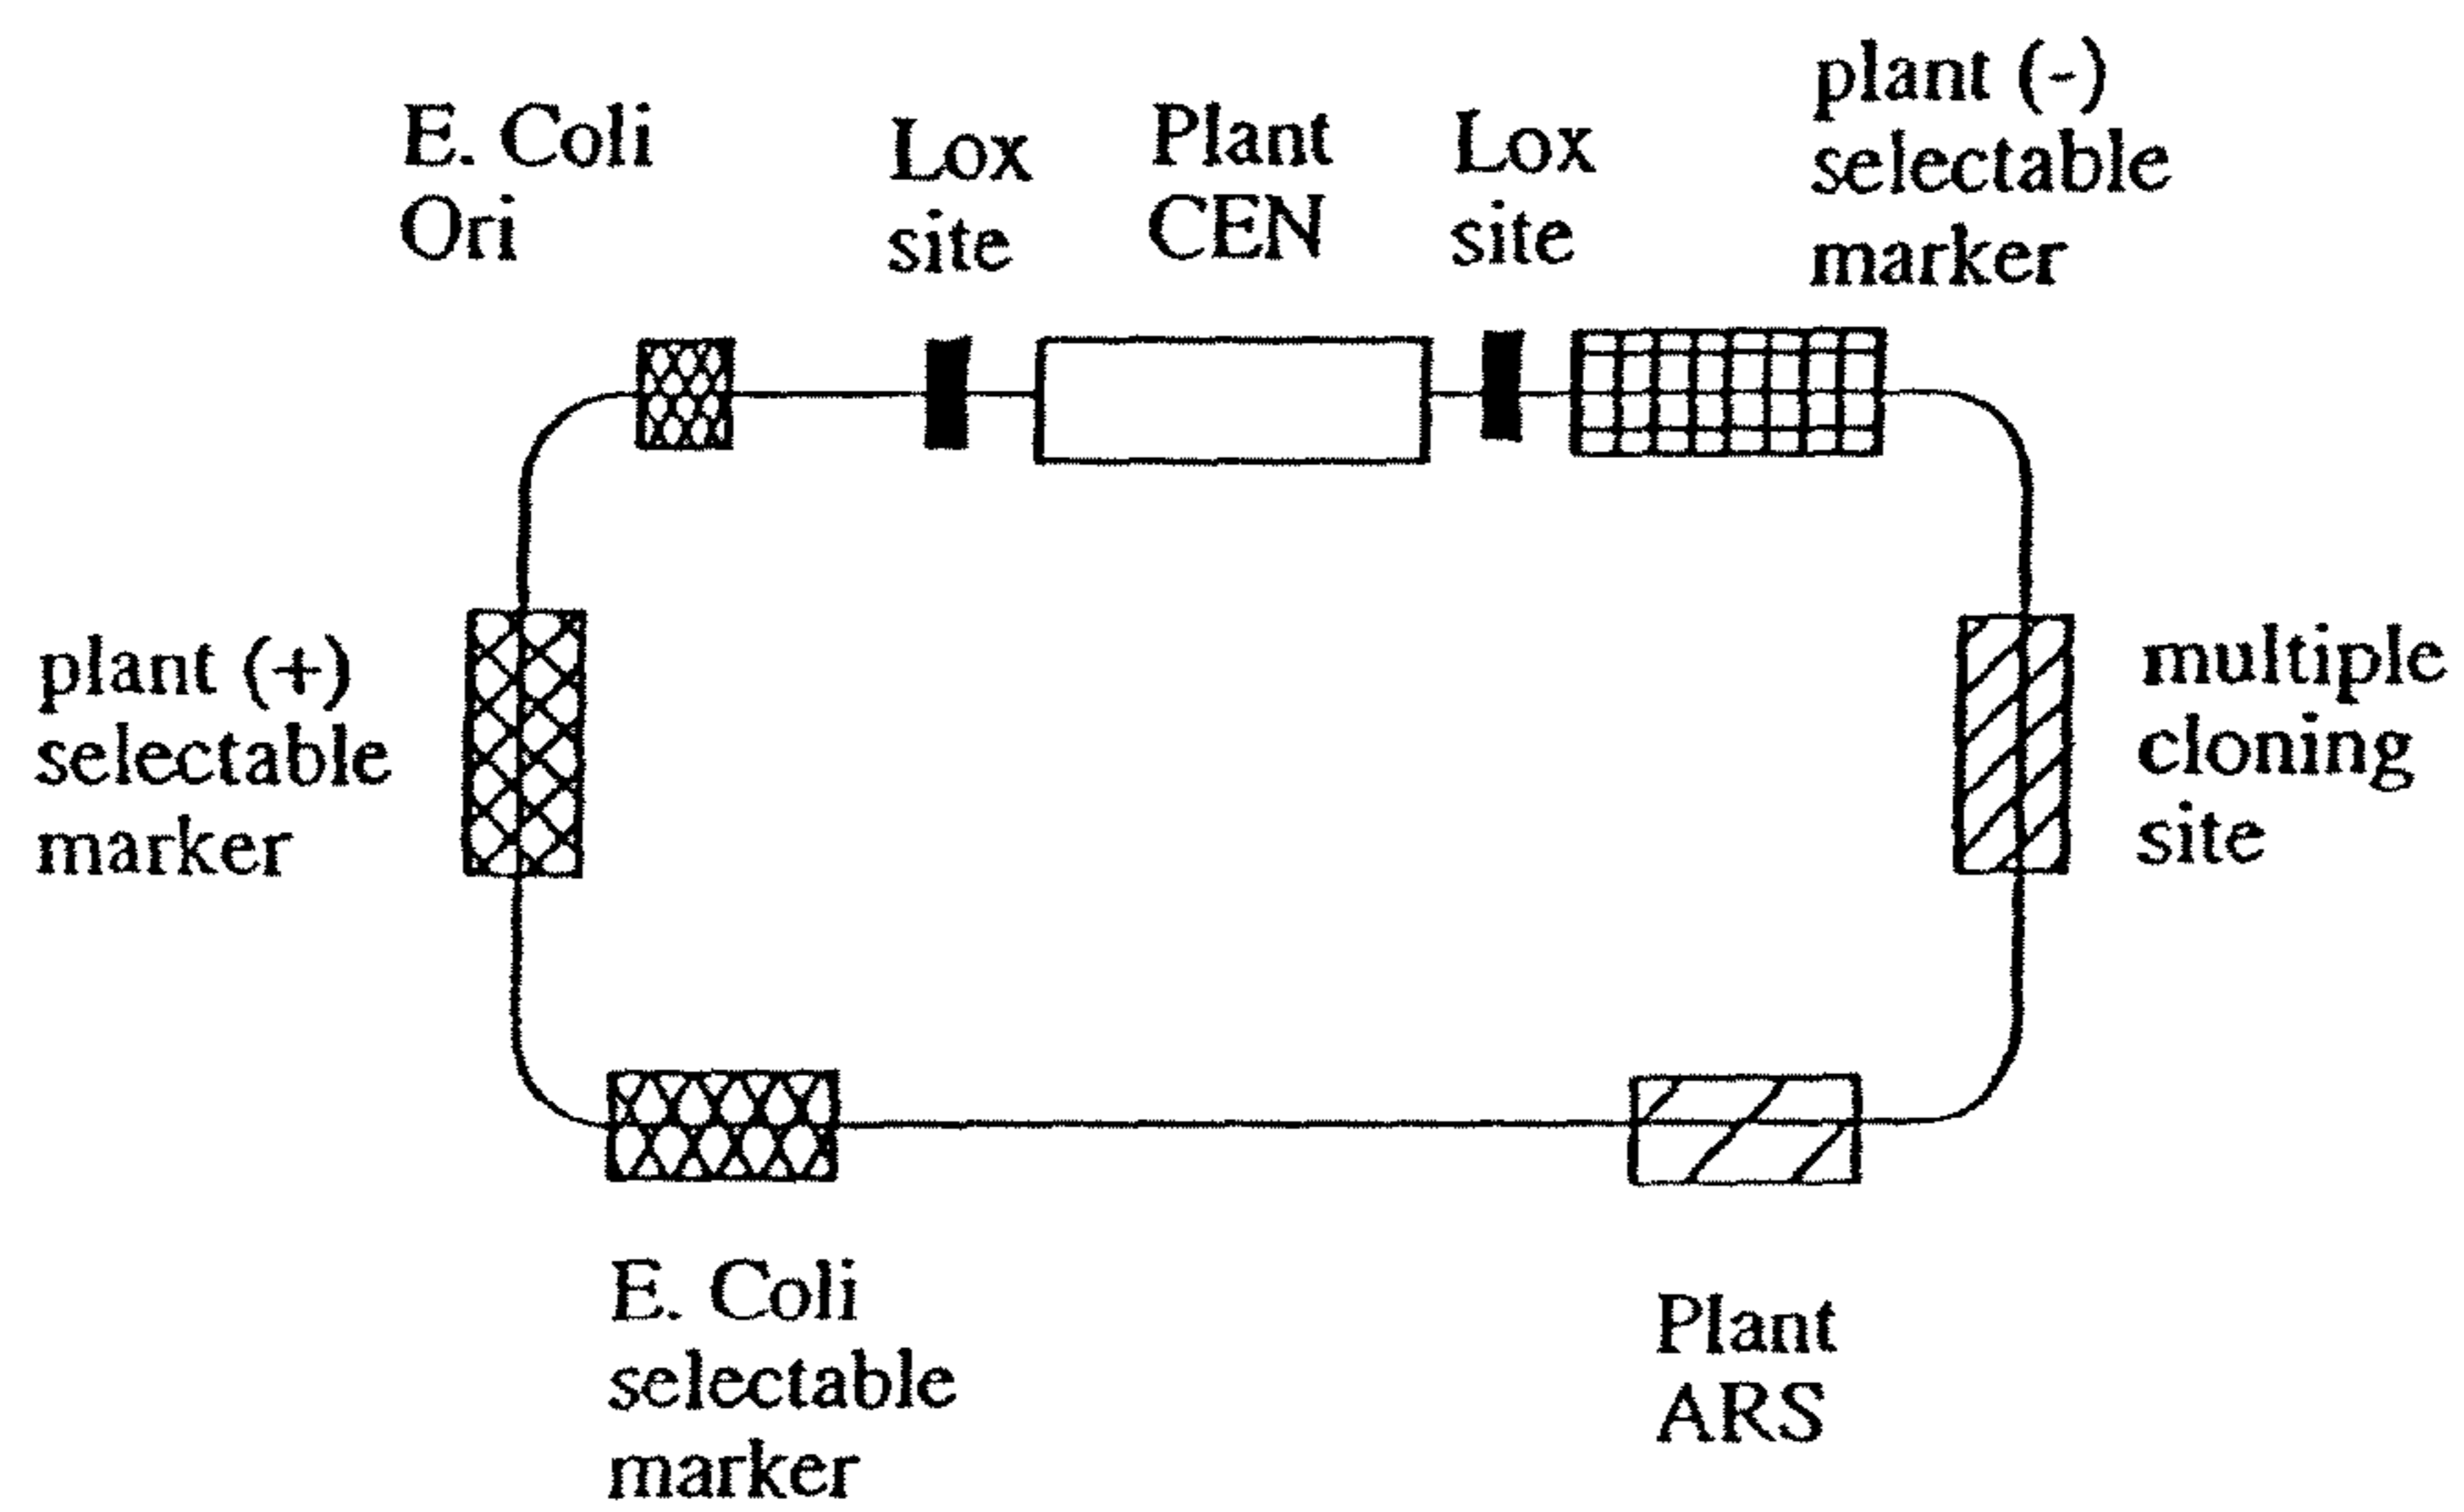 E. Coli
Ori
Lox
site
Plant
CEN
Lox
site
plant (-)
selectable
marker
plant (+)
selectable
marker
multiple
cloning
site
E. Coli
selectable
marker
Plant
ARS